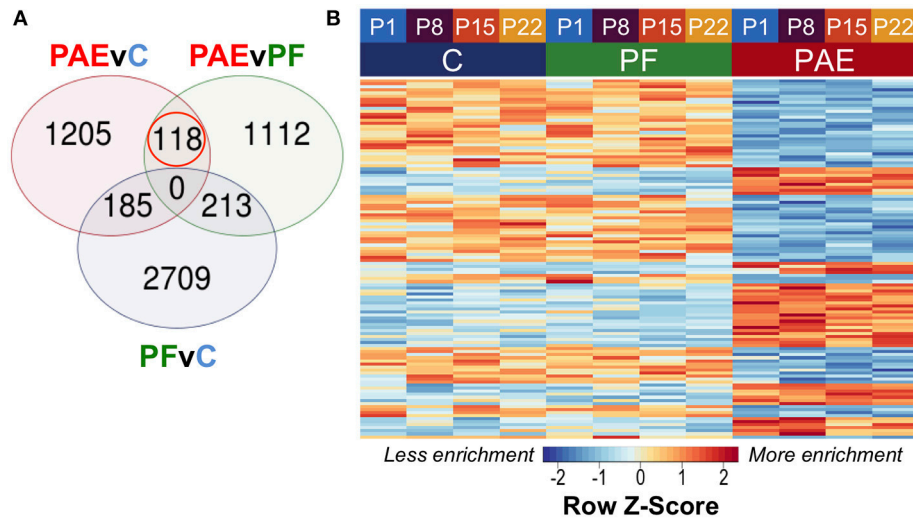 A
PAEvC PAEvPF
1205 118 1112
0
185 213
2709
PFvC
B
P1 P8 P15 P22 P1 P8 P15 P22 P1 P8 P15 P22
C PF PAE
Less enrichment More enrichment
-2 -1 0 1 2
Row Z-Score